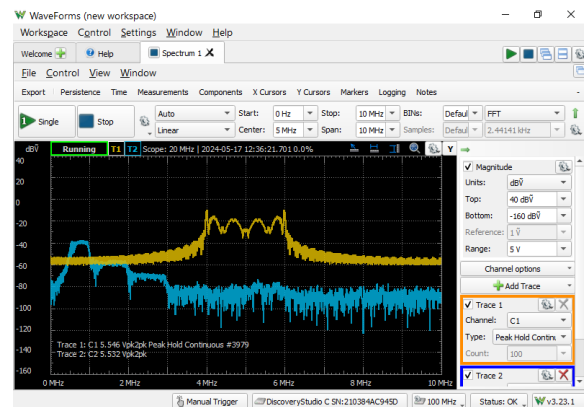 WaveForms (new workspace)
Workspace Control Settings Window Help
Welcome Help Spectrum 1
File Control View Window
Export Persistence Time Measurements Components X Cursors Y Cursors Markers Logging Notes
Single Stop Auto Start: 0 Hz Stop: 10 MHz BINs: Defaul FFT
Linear Center: 5 MHz Span: 10 MHz Samples: Defaul 2.44141 kHz
dBṼ Running T1 T2 Scope: 20 MHz | 2024-05-17 12:36:21.701 0.0% Y
40
20
0
-20
-40
-60
-80
-100
-120
-140
-160
Trace 1: C1 5.546 Vpk2pk Peak Hold Continuous #3979
Trace 2: C2 5.532 Vpk2pk
0 MHz 2 MHz 4 MHz 6 MHz 8 MHz 10 MHz
Magnitude
Units: dBṼ
Top: 40 dBṼ
Bottom: -160 dBṼ
Reference: 1 Ṽ
Range: 5 V
Channel options
Add Trace
Trace 1
Channel: C1
Type: Peak Hold Continu
Count: 100
Trace 2
Manual Trigger DiscoveryStudio C SN:210384AC945D 100 MHz Status: OK v3.23.1